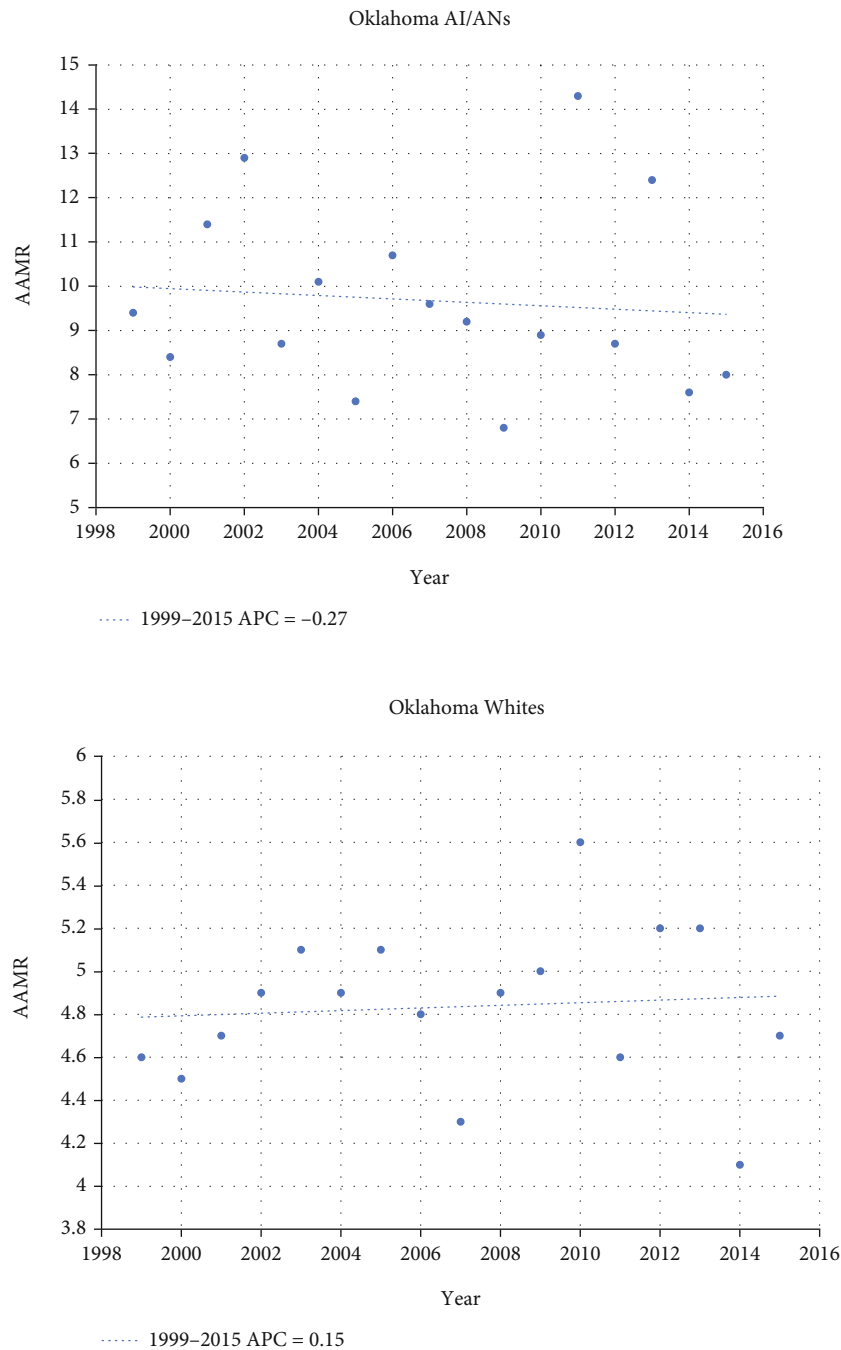 Oklahoma AI/ANs
15
14
13
12
11
10
9
8
7
6
5
AAMR
1998 2000 2002 2004 2006 2008 2010 2012 2014 2016
Year
1999–2015 APC = –0.27
Oklahoma Whites
6
5.8
5.6
5.4
5.2
5
4.8
4.6
4.4
4.2
4
3.8
AAMR
1998 2000 2002 2004 2006 2008 2010 2012 2014 2016
Year
1999–2015 APC = 0.15